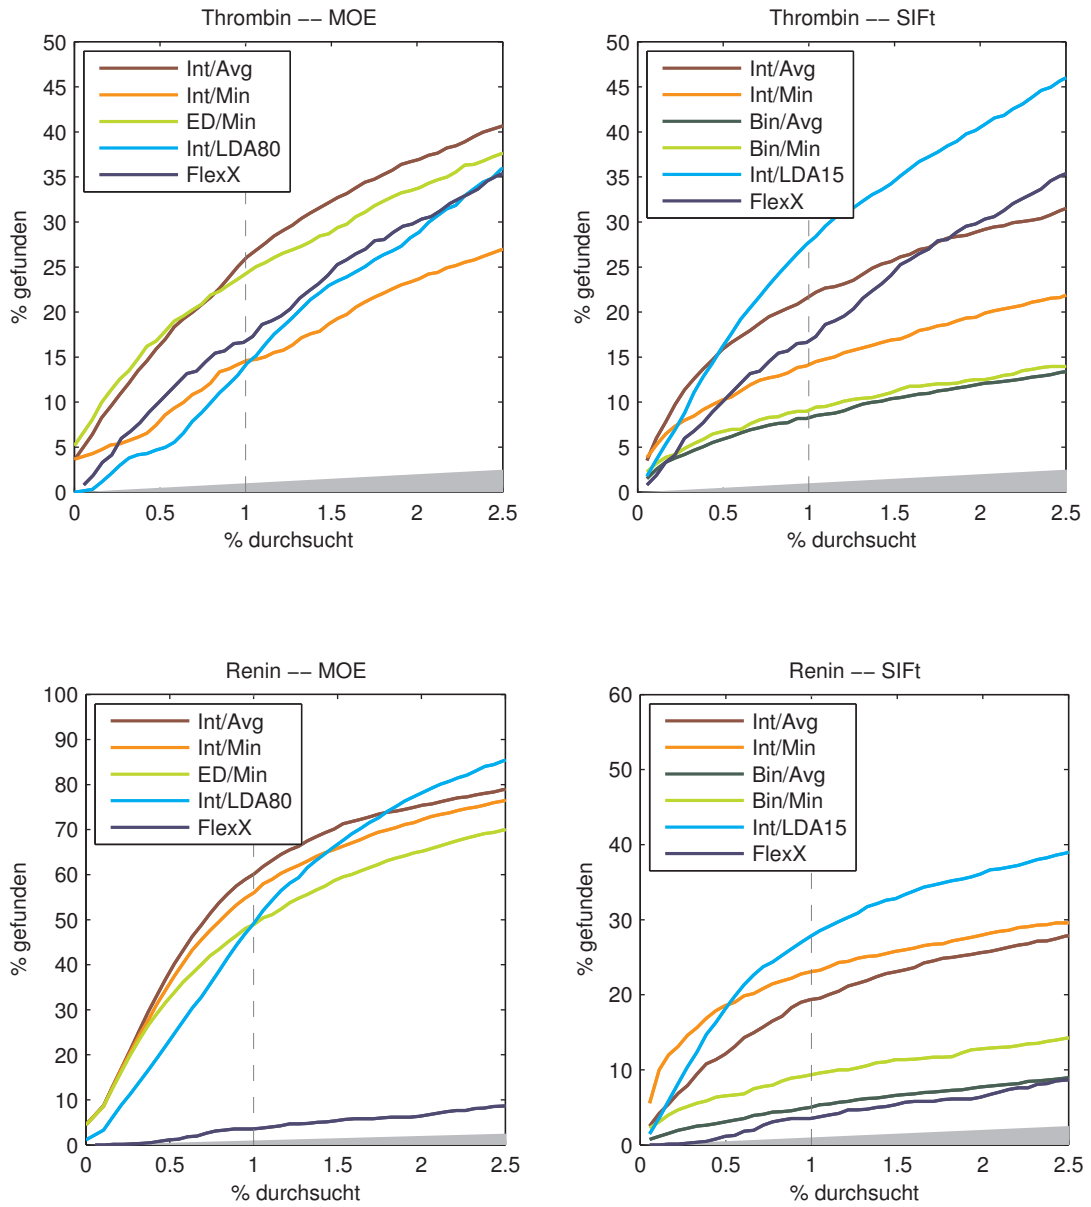 Thrombin −− MOE
50
45
40
35
30
25
20
15
10
5
0
% gefunden
Int/Avg
Int/Min
ED/Min
Int/LDA80
FlexX
0 0.5 1 1.5 2 2.5
% durchsucht
Thrombin −− SIFt
50
45
40
35
30
25
20
15
10
5
0
% gefunden
Int/Avg
Int/Min
Bin/Avg
Bin/Min
Int/LDA15
FlexX
0 0.5 1 1.5 2 2.5
% durchsucht
Renin −− MOE
100
90
80
70
60
50
40
30
20
10
0
% gefunden
Int/Avg
Int/Min
ED/Min
Int/LDA80
FlexX
0 0.5 1 1.5 2 2.5
% durchsucht
Renin −− SIFt
60
50
40
30
20
10
0
% gefunden
Int/Avg
Int/Min
Bin/Avg
Bin/Min
Int/LDA15
FlexX
0 0.5 1 1.5 2 2.5
% durchsucht